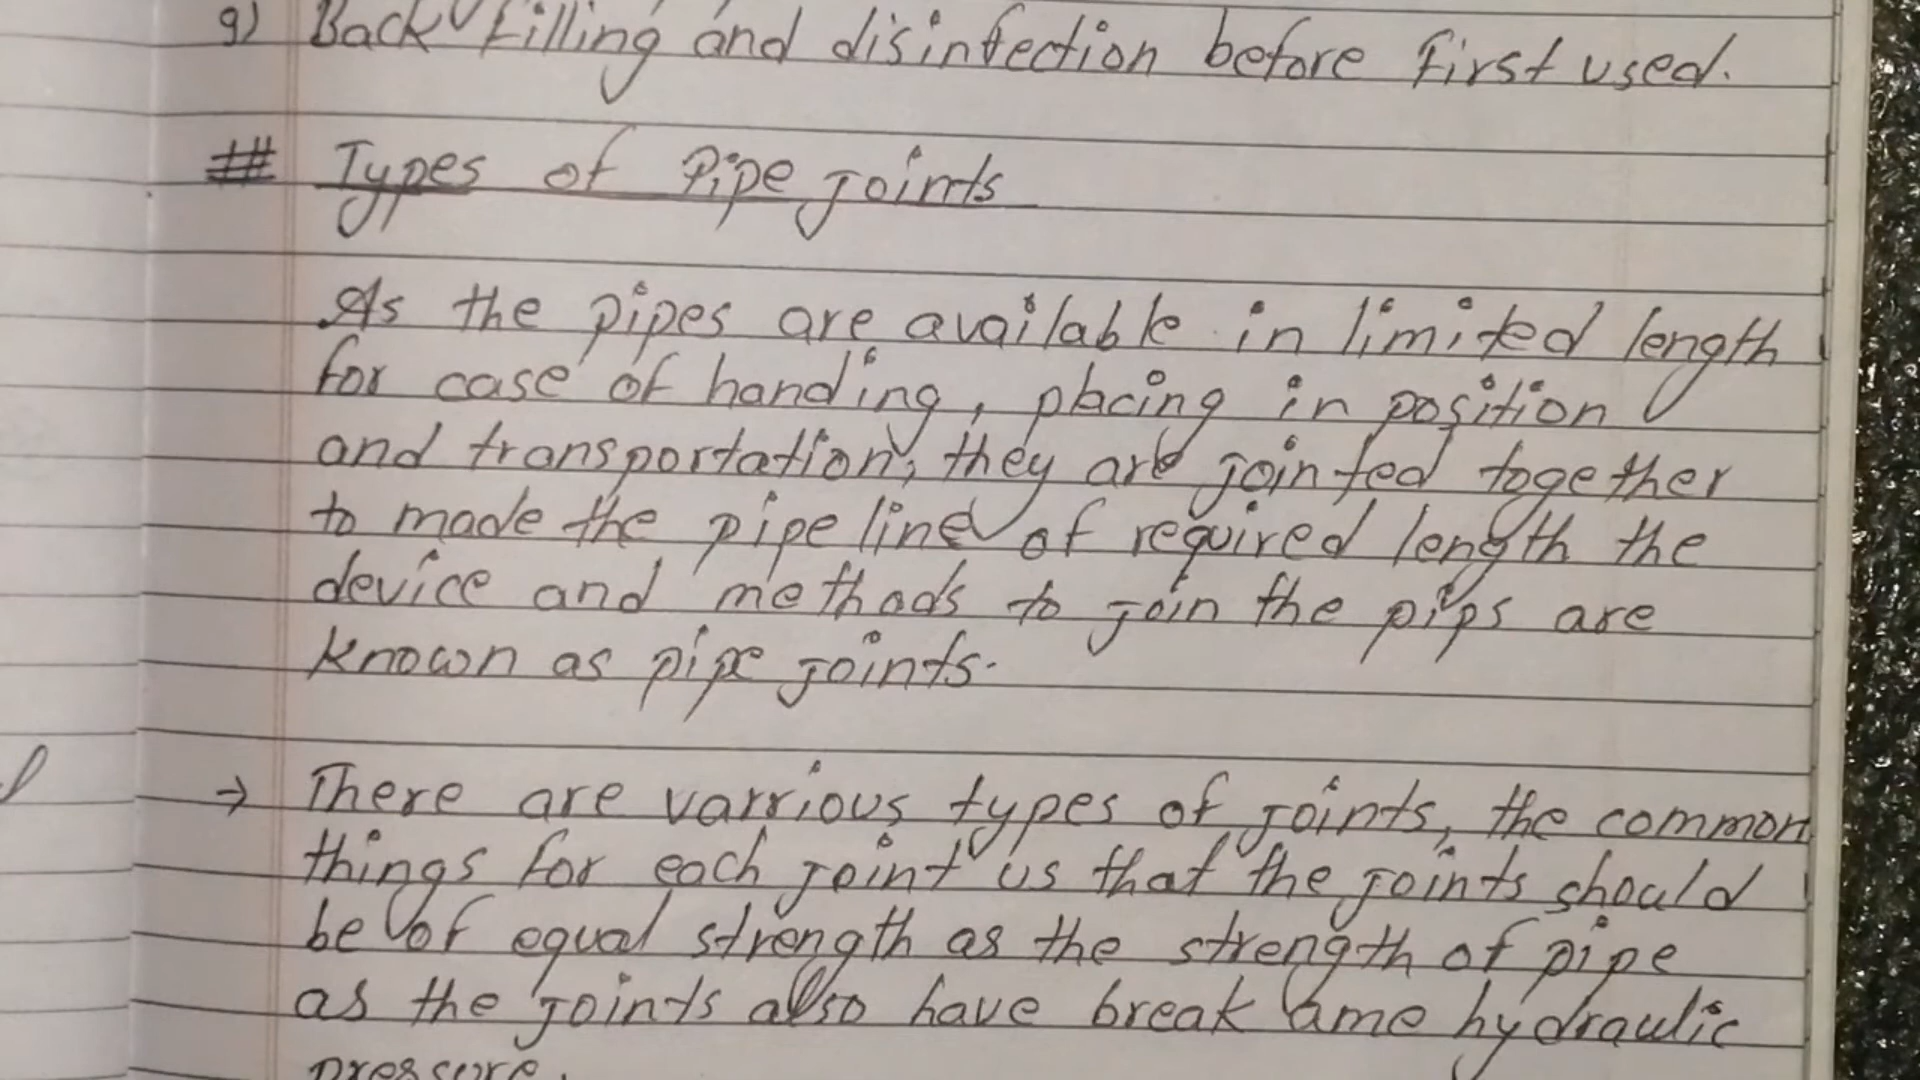 g) Back filling and disinfection before first used.
## Types of Pipe Joints
As the pipes are available in limited length
for case of handing, placing in position
and transportation, they are jointed together
to made the pipe line of required length the
device and methods to join the pips are
known as pipe joints.
→ There are varrious types of joints, the common
things for each joint us that the joints should
be of equal strength as the strength of pipe
as the joints also have break ame hydraulic
pressure.